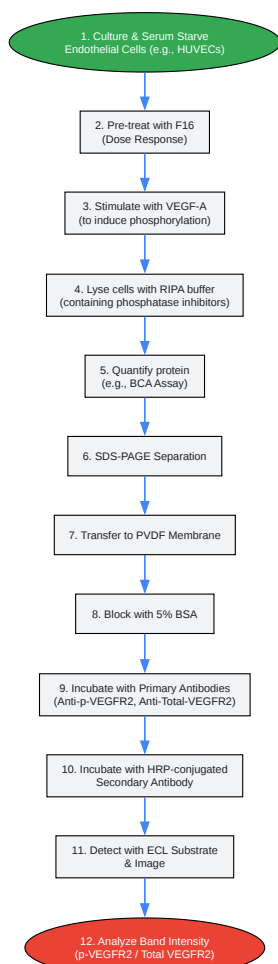 1. Culture & Serum Starve
Endothelial Cells (e.g., HUVECs)
2. Pre-treat with F16
(Dose Response)
3. Stimulate with VEGF-A
(to induce phosphorylation)
4. Lyse cells with RIPA buffer
(containing phosphatase inhibitors)
5. Quantify protein
(e.g., BCA Assay)
6. SDS-PAGE Separation
7. Transfer to PVDF Membrane
8. Block with 5% BSA
9. Incubate with Primary Antibodies
(Anti-p-VEGFR2, Anti-Total-VEGFR2)
10. Incubate with HRP-conjugated
Secondary Antibody
11. Detect with ECL Substrate
& Image
12. Analyze Band Intensity
(p-VEGFR2 / Total VEGFR2)